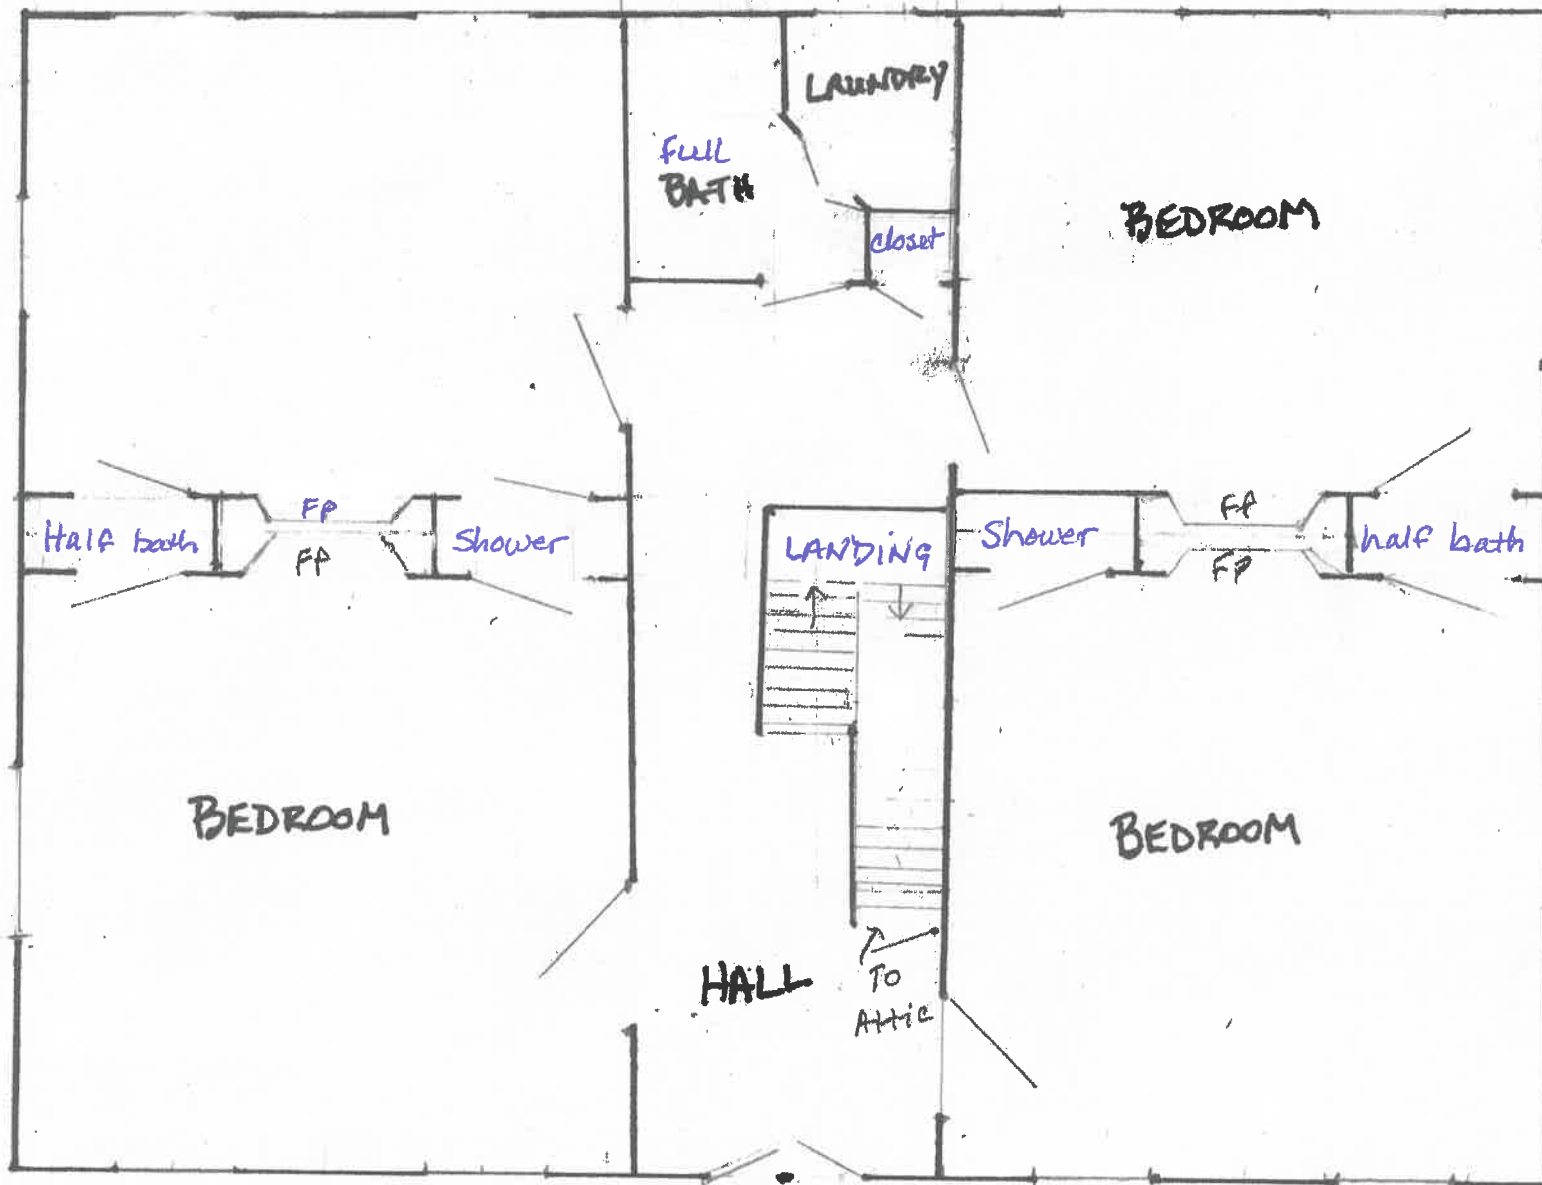 LAUNDRY
FULL
BATH
closet
BEDROOM
FP
FP
Half bath
FP
FP
Shower
LANDING
Shower
half bath
BEDROOM
BEDROOM
HALL
TO
Attic